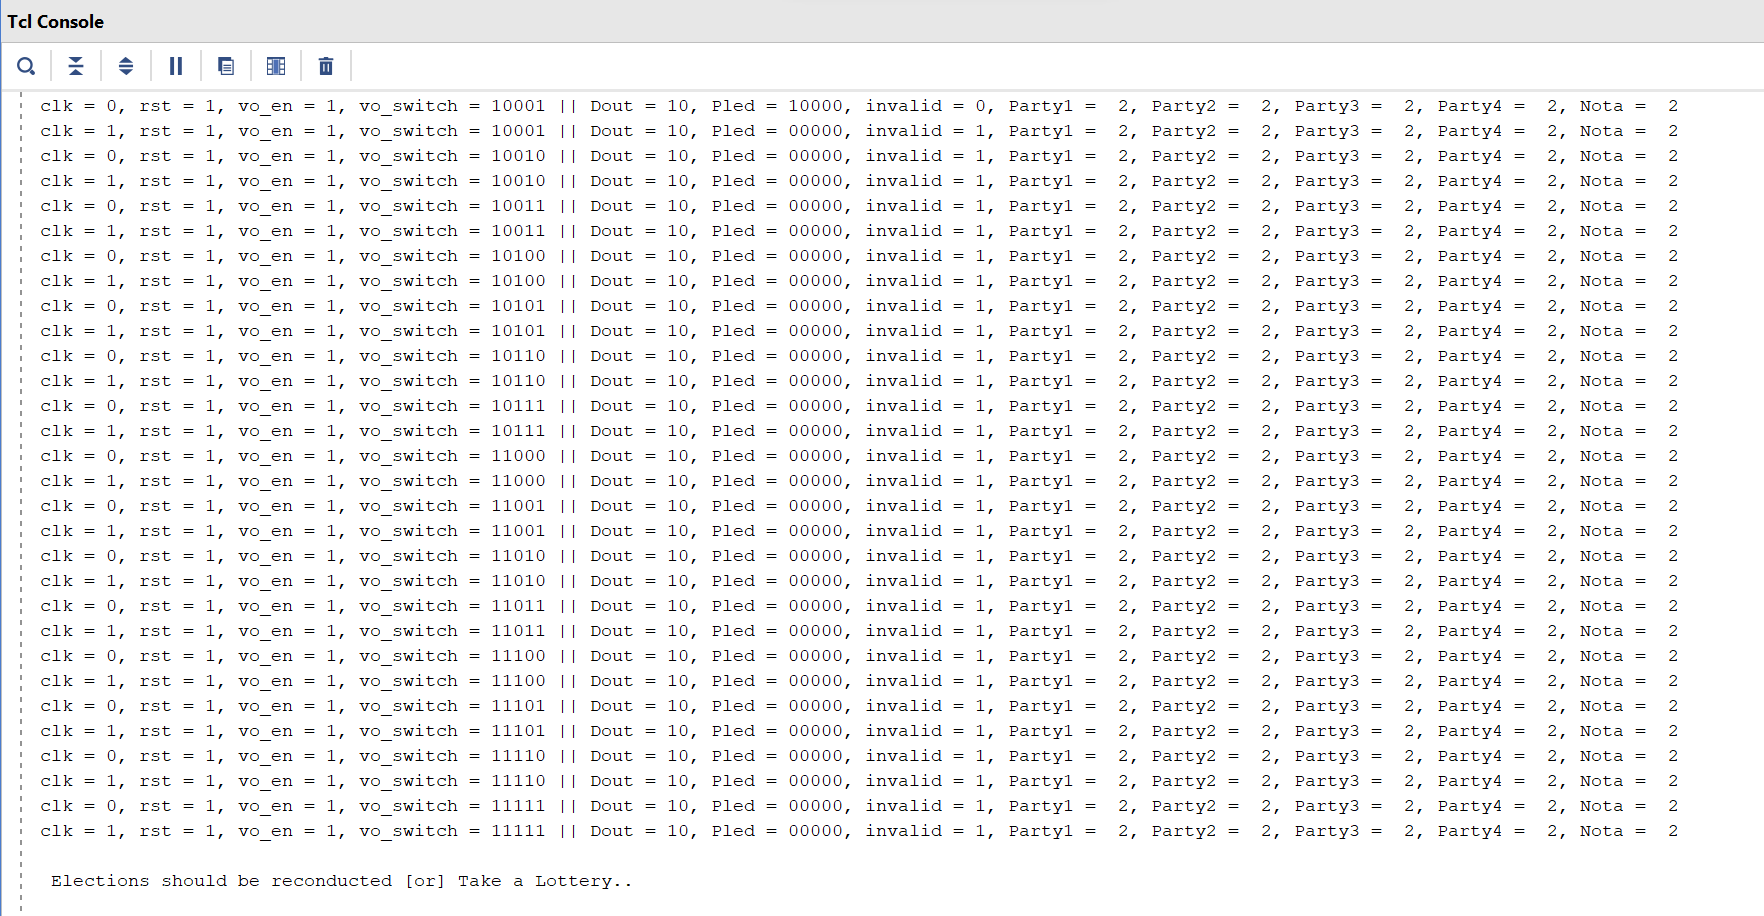 Tcl Console
clk = 0, rst = 1, vo_en = 1, vo_switch = 10001 || Dout = 10, Pled = 10000, invalid = 0, Party1 =  2, Party2 =  2, Party3 =  2, Party4 =  2, Nota =  2
clk = 1, rst = 1, vo_en = 1, vo_switch = 10001 || Dout = 10, Pled = 00000, invalid = 1, Party1 =  2, Party2 =  2, Party3 =  2, Party4 =  2, Nota =  2
clk = 0, rst = 1, vo_en = 1, vo_switch = 10010 || Dout = 10, Pled = 00000, invalid = 1, Party1 =  2, Party2 =  2, Party3 =  2, Party4 =  2, Nota =  2
clk = 1, rst = 1, vo_en = 1, vo_switch = 10010 || Dout = 10, Pled = 00000, invalid = 1, Party1 =  2, Party2 =  2, Party3 =  2, Party4 =  2, Nota =  2
clk = 0, rst = 1, vo_en = 1, vo_switch = 10011 || Dout = 10, Pled = 00000, invalid = 1, Party1 =  2, Party2 =  2, Party3 =  2, Party4 =  2, Nota =  2
clk = 1, rst = 1, vo_en = 1, vo_switch = 10011 || Dout = 10, Pled = 00000, invalid = 1, Party1 =  2, Party2 =  2, Party3 =  2, Party4 =  2, Nota =  2
clk = 0, rst = 1, vo_en = 1, vo_switch = 10100 || Dout = 10, Pled = 00000, invalid = 1, Party1 =  2, Party2 =  2, Party3 =  2, Party4 =  2, Nota =  2
clk = 1, rst = 1, vo_en = 1, vo_switch = 10100 || Dout = 10, Pled = 00000, invalid = 1, Party1 =  2, Party2 =  2, Party3 =  2, Party4 =  2, Nota =  2
clk = 0, rst = 1, vo_en = 1, vo_switch = 10101 || Dout = 10, Pled = 00000, invalid = 1, Party1 =  2, Party2 =  2, Party3 =  2, Party4 =  2, Nota =  2
clk = 1, rst = 1, vo_en = 1, vo_switch = 10101 || Dout = 10, Pled = 00000, invalid = 1, Party1 =  2, Party2 =  2, Party3 =  2, Party4 =  2, Nota =  2
clk = 0, rst = 1, vo_en = 1, vo_switch = 10110 || Dout = 10, Pled = 00000, invalid = 1, Party1 =  2, Party2 =  2, Party3 =  2, Party4 =  2, Nota =  2
clk = 1, rst = 1, vo_en = 1, vo_switch = 10110 || Dout = 10, Pled = 00000, invalid = 1, Party1 =  2, Party2 =  2, Party3 =  2, Party4 =  2, Nota =  2
clk = 0, rst = 1, vo_en = 1, vo_switch = 10111 || Dout = 10, Pled = 00000, invalid = 1, Party1 =  2, Party2 =  2, Party3 =  2, Party4 =  2, Nota =  2
clk = 1, rst = 1, vo_en = 1, vo_switch = 10111 || Dout = 10, Pled = 00000, invalid = 1, Party1 =  2, Party2 =  2, Party3 =  2, Party4 =  2, Nota =  2
clk = 0, rst = 1, vo_en = 1, vo_switch = 11000 || Dout = 10, Pled = 00000, invalid = 1, Party1 =  2, Party2 =  2, Party3 =  2, Party4 =  2, Nota =  2
clk = 1, rst = 1, vo_en = 1, vo_switch = 11000 || Dout = 10, Pled = 00000, invalid = 1, Party1 =  2, Party2 =  2, Party3 =  2, Party4 =  2, Nota =  2
clk = 0, rst = 1, vo_en = 1, vo_switch = 11001 || Dout = 10, Pled = 00000, invalid = 1, Party1 =  2, Party2 =  2, Party3 =  2, Party4 =  2, Nota =  2
clk = 1, rst = 1, vo_en = 1, vo_switch = 11001 || Dout = 10, Pled = 00000, invalid = 1, Party1 =  2, Party2 =  2, Party3 =  2, Party4 =  2, Nota =  2
clk = 0, rst = 1, vo_en = 1, vo_switch = 11010 || Dout = 10, Pled = 00000, invalid = 1, Party1 =  2, Party2 =  2, Party3 =  2, Party4 =  2, Nota =  2
clk = 1, rst = 1, vo_en = 1, vo_switch = 11010 || Dout = 10, Pled = 00000, invalid = 1, Party1 =  2, Party2 =  2, Party3 =  2, Party4 =  2, Nota =  2
clk = 0, rst = 1, vo_en = 1, vo_switch = 11011 || Dout = 10, Pled = 00000, invalid = 1, Party1 =  2, Party2 =  2, Party3 =  2, Party4 =  2, Nota =  2
clk = 1, rst = 1, vo_en = 1, vo_switch = 11011 || Dout = 10, Pled = 00000, invalid = 1, Party1 =  2, Party2 =  2, Party3 =  2, Party4 =  2, Nota =  2
clk = 0, rst = 1, vo_en = 1, vo_switch = 11100 || Dout = 10, Pled = 00000, invalid = 1, Party1 =  2, Party2 =  2, Party3 =  2, Party4 =  2, Nota =  2
clk = 1, rst = 1, vo_en = 1, vo_switch = 11100 || Dout = 10, Pled = 00000, invalid = 1, Party1 =  2, Party2 =  2, Party3 =  2, Party4 =  2, Nota =  2
clk = 0, rst = 1, vo_en = 1, vo_switch = 11101 || Dout = 10, Pled = 00000, invalid = 1, Party1 =  2, Party2 =  2, Party3 =  2, Party4 =  2, Nota =  2
clk = 1, rst = 1, vo_en = 1, vo_switch = 11101 || Dout = 10, Pled = 00000, invalid = 1, Party1 =  2, Party2 =  2, Party3 =  2, Party4 =  2, Nota =  2
clk = 0, rst = 1, vo_en = 1, vo_switch = 11110 || Dout = 10, Pled = 00000, invalid = 1, Party1 =  2, Party2 =  2, Party3 =  2, Party4 =  2, Nota =  2
clk = 1, rst = 1, vo_en = 1, vo_switch = 11110 || Dout = 10, Pled = 00000, invalid = 1, Party1 =  2, Party2 =  2, Party3 =  2, Party4 =  2, Nota =  2
clk = 0, rst = 1, vo_en = 1, vo_switch = 11111 || Dout = 10, Pled = 00000, invalid = 1, Party1 =  2, Party2 =  2, Party3 =  2, Party4 =  2, Nota =  2
clk = 1, rst = 1, vo_en = 1, vo_switch = 11111 || Dout = 10, Pled = 00000, invalid = 1, Party1 =  2, Party2 =  2, Party3 =  2, Party4 =  2, Nota =  2
Elections should be reconducted [or] Take a Lottery..